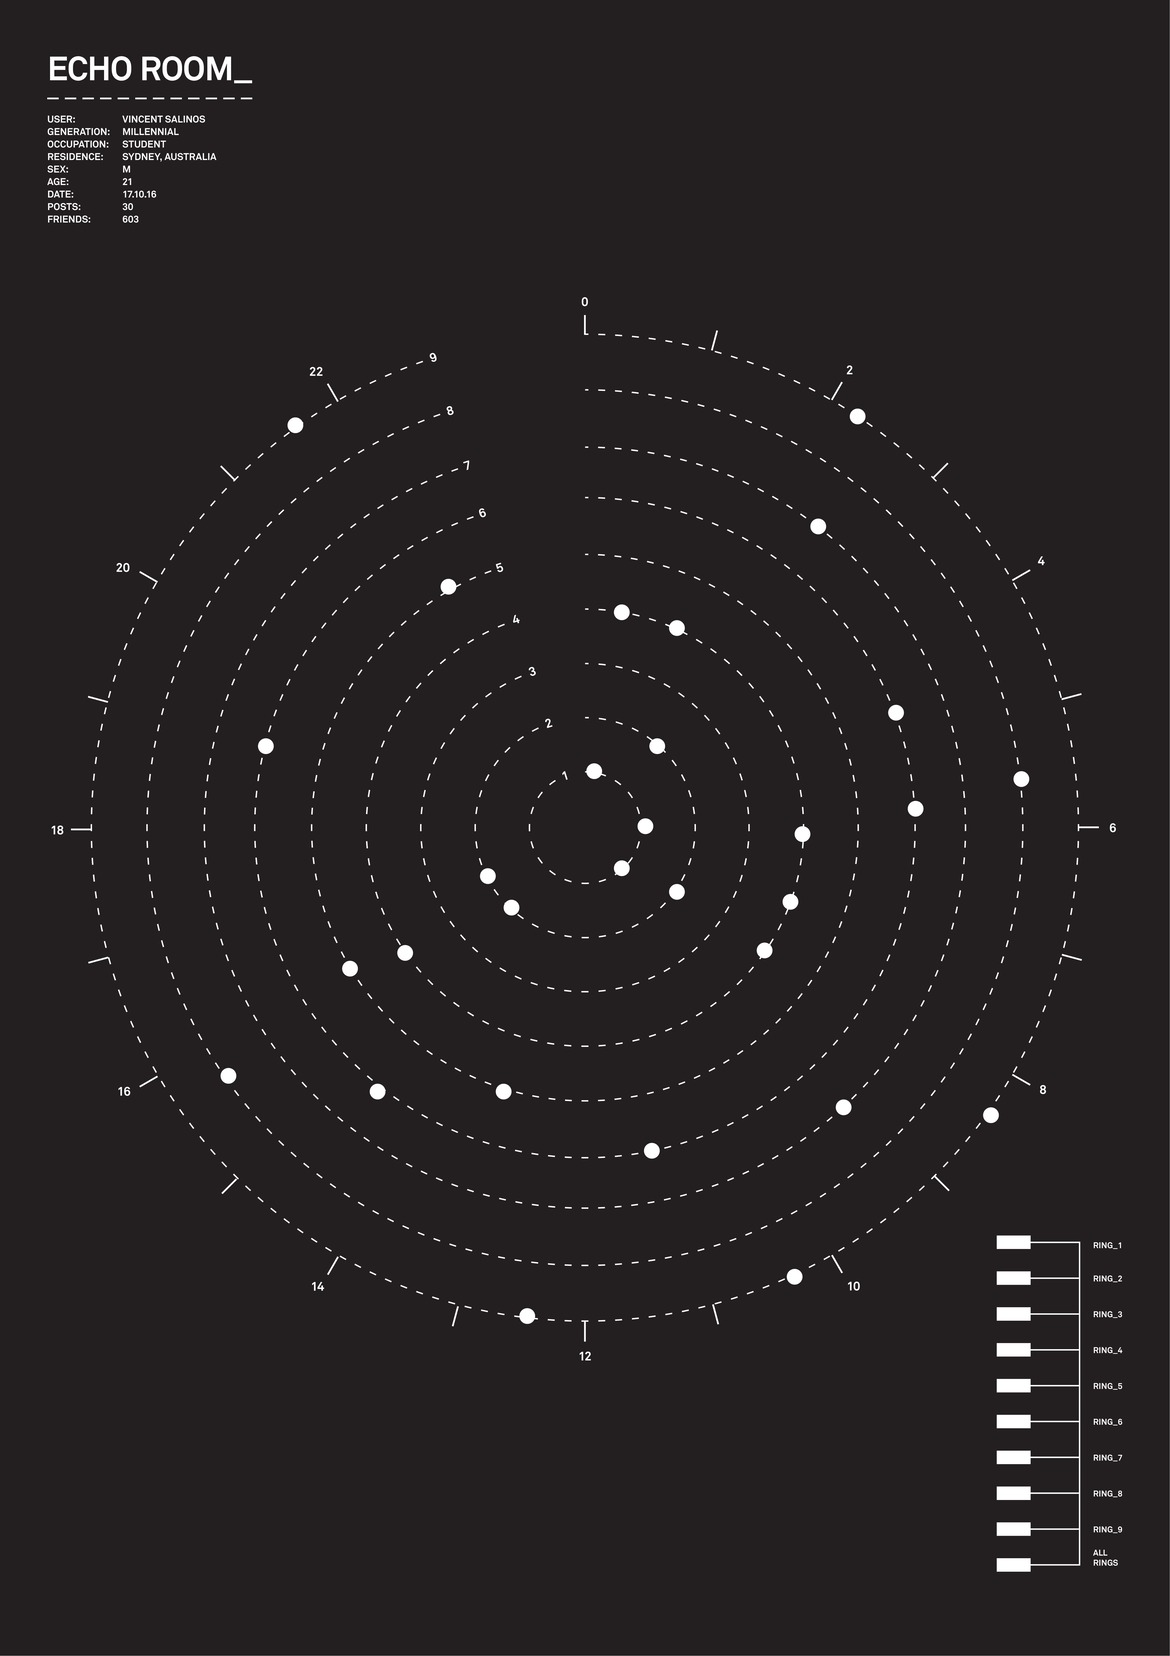 ECHO ROOM_
USER: VINCENT SALINOS
GENERATION: MILLENNIAL
OCCUPATION: STUDENT
RESIDENCE: SYDNEY, AUSTRALIA
SEX: M
AGE: 21
DATE: 17.10.16
POSTS: 30
FRIENDS: 603
0
2
4
6
8
10
12
14
16
18
20
22
9
8
7
6
5
4
3
2
1
RING_1
RING_2
RING_3
RING_4
RING_5
RING_6
RING_7
RING_8
RING_9
ALL
RINGS